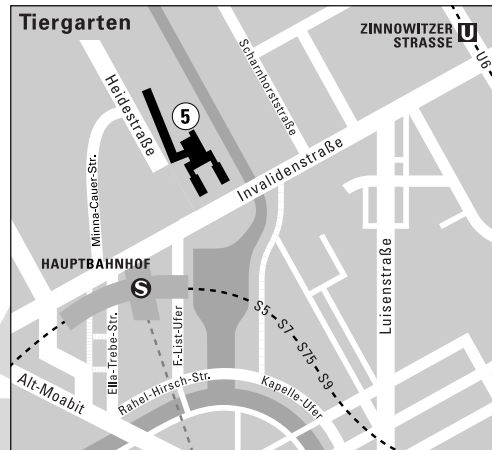 Tiergarten
ZINNOWITZER
STRASSE
U
U6
Scharnhorststraße
Heidestraße
5
Invalidenstraße
Minna-Cauer-Str.
HAUPTBAHNHOF
S
S5 S7 S75 S9
Luisenstraße
Ella-Trebe-Str.
F.-List-Ufer
Rahel-Hirsch-Str.
Kapelle-Ufer
Alt-Moabit